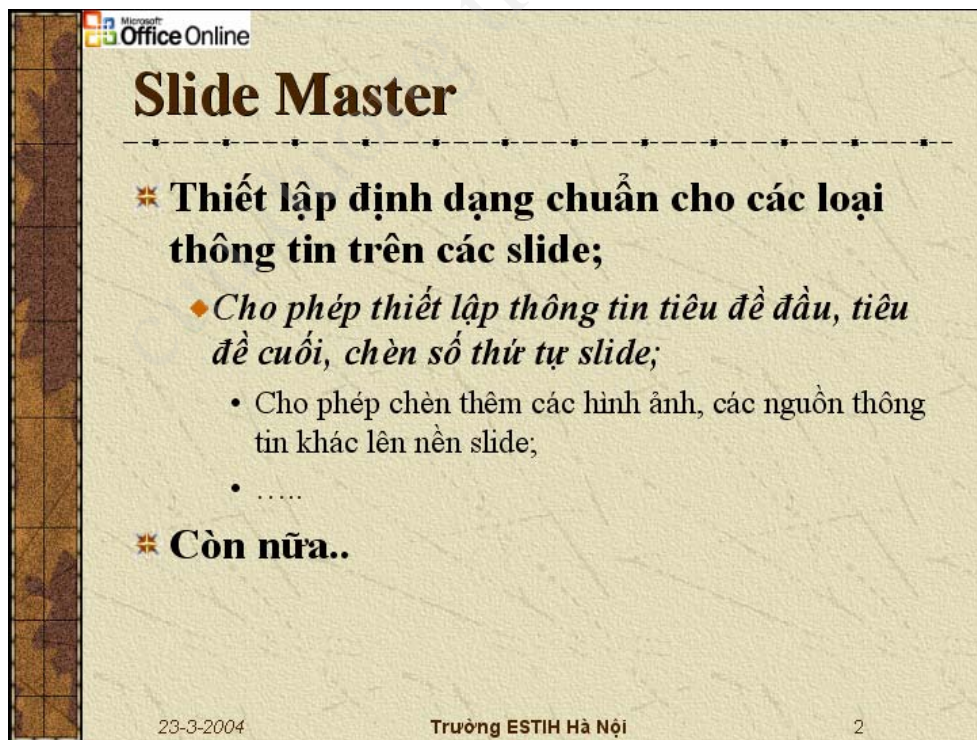 Microsoft
Office Online
Slide Master
Thiết lập định dạng chuẩn cho các loại
thông tin trên các slide;
Cho phép thiết lập thông tin tiêu đề đầu, tiêu
đề cuối, chèn số thứ tự slide;
• Cho phép chèn thêm các hình ảnh, các nguồn thông
tin khác lên nền slide;
• .....
Còn nữa..
23-3-2004 Trường ESTIH Hà Nội 2